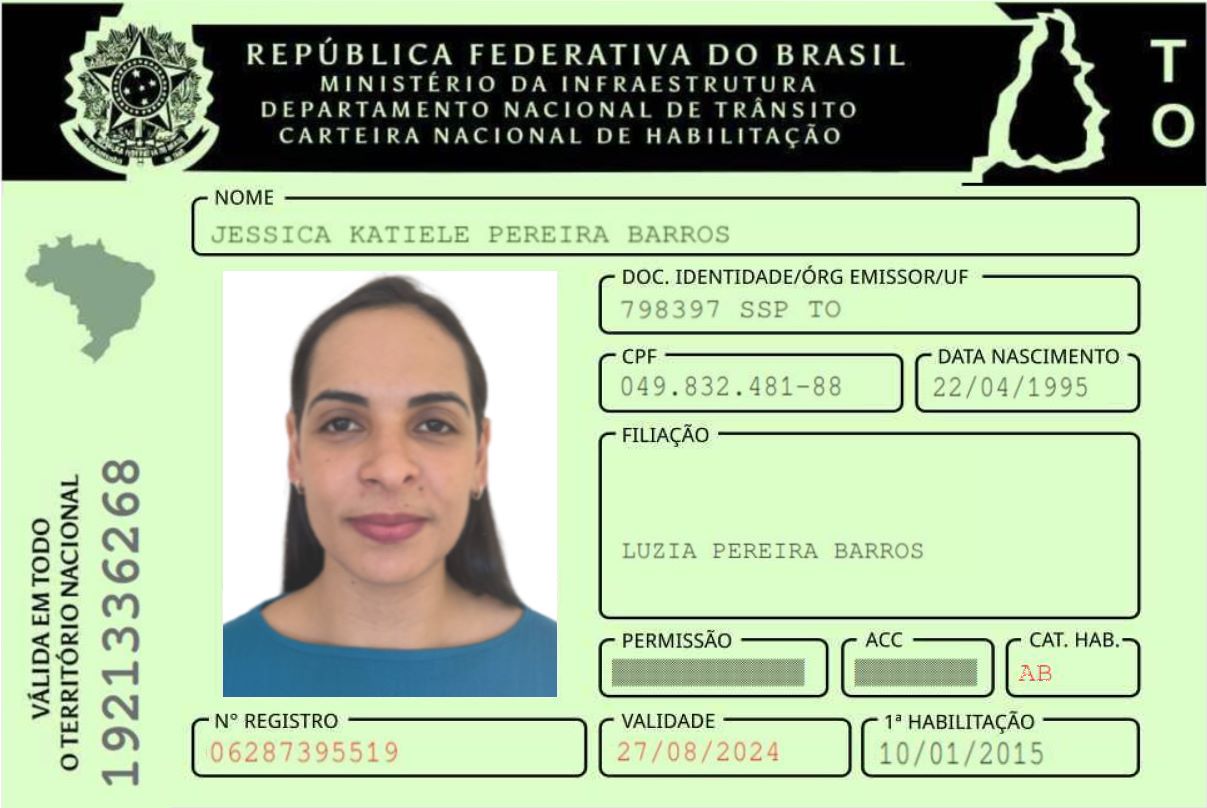 REPÚBLICA FEDERATIVA DO BRASIL
MINISTÉRIO DA INFRAESTRUTURA
DEPARTAMENTO NACIONAL DE TRÂNSITO
CARTEIRA NACIONAL DE HABILITAÇÃO
T
O
VÁLIDA EM TODO
O TERRITÓRIO NACIONAL
1921336268
NOME
JESSICA KATIELE PEREIRA BARROS
DOC. IDENTIDADE/ÓRG EMISSOR/UF
798397 SSP TO
CPF
049.832.481-88
DATA NASCIMENTO
22/04/1995
FILIAÇÃO
LUZIA PEREIRA BARROS
PERMISSÃO
ACC
CAT. HAB.
AB
Nº REGISTRO
06287395519
VALIDADE
27/08/2024
1ª HABILITAÇÃO
10/01/2015